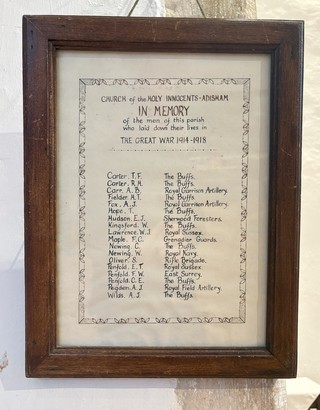 CHURCH of the HOLY INNOCENTS · ADISHAM
IN MEMORY
of the men of this parish
who laid down their lives in
THE GREAT WAR 1914-1918
Carter. T. F. The Buffs.
Carter. R. H. The Buffs.
Carr. A. B. Royal Garrison Artillery.
Fielder. H. T. The Buffs.
Fox. A. J. Royal Garrison Artillery.
Hope. T. The Buffs.
Hudson. E. J. Sherwood Foresters.
Kingsford. W. The Buffs.
Lawrence. W. J. Royal Sussex.
Maple. F. C. Grenadier Guards.
Newing. C. The Buffs.
Newing. W. Royal Navy.
Oliver. S. Rifle Brigade.
Penfold. E. T. Royal Sussex.
Penfold. F. W. East Surrey.
Penfold. C. E. The Buffs.
Pegden. A. J. Royal Field Artillery.
Wilds. A. J. The Buffs.